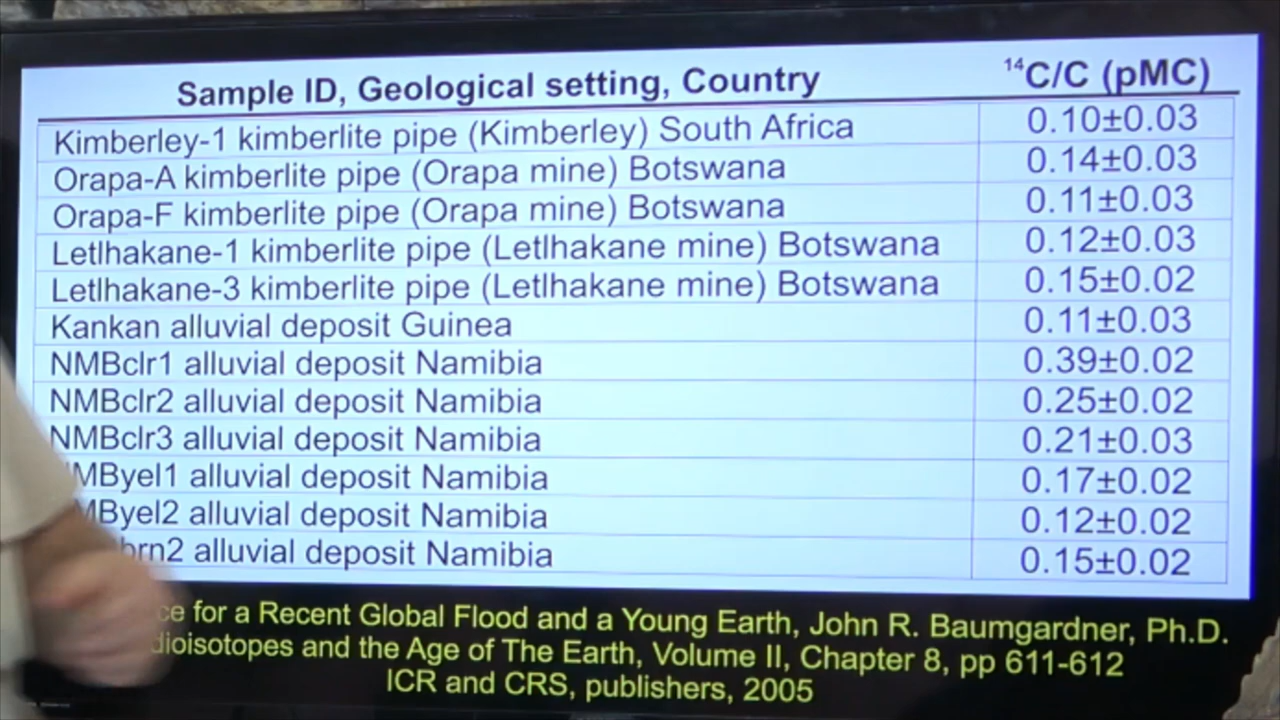 Sample ID, Geological setting, Country ¹⁴C/C (pMC)
Kimberley-1 kimberlite pipe (Kimberley) South Africa 0.10±0.03
Orapa-A kimberlite pipe (Orapa mine) Botswana 0.14±0.03
Orapa-F kimberlite pipe (Orapa mine) Botswana 0.11±0.03
Letlhakane-1 kimberlite pipe (Letlhakane mine) Botswana 0.12±0.03
Letlhakane-3 kimberlite pipe (Letlhakane mine) Botswana 0.15±0.02
Kankan alluvial deposit Guinea 0.11±0.03
NMBclr1 alluvial deposit Namibia 0.39±0.02
NMBclr2 alluvial deposit Namibia 0.25±0.02
NMBclr3 alluvial deposit Namibia 0.21±0.03
MByel1 alluvial deposit Namibia 0.17±0.02
MByel2 alluvial deposit Namibia 0.12±0.02
brn2 alluvial deposit Namibia 0.15±0.02
ce for a Recent Global Flood and a Young Earth, John R. Baumgardner, Ph.D.
dioisotopes and the Age of The Earth, Volume II, Chapter 8, pp 611-612
ICR and CRS, publishers, 2005